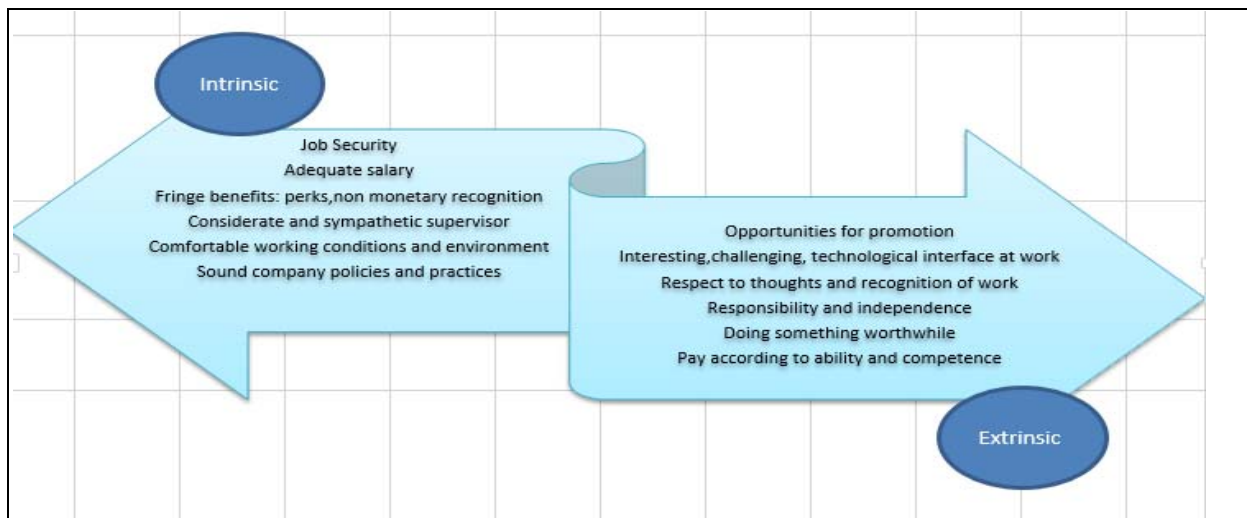 Intrinsic
Job Security
Adequate salary
Fringe benefits: perks,non monetary recognition
Considerate and sympathetic supervisor
Comfortable working conditions and environment
Sound company policies and practices
Opportunities for promotion
Interesting,challenging, technological interface at work
Respect to thoughts and recognition of work
Responsibility and independence
Doing something worthwhile
Pay according to ability and competence
Extrinsic